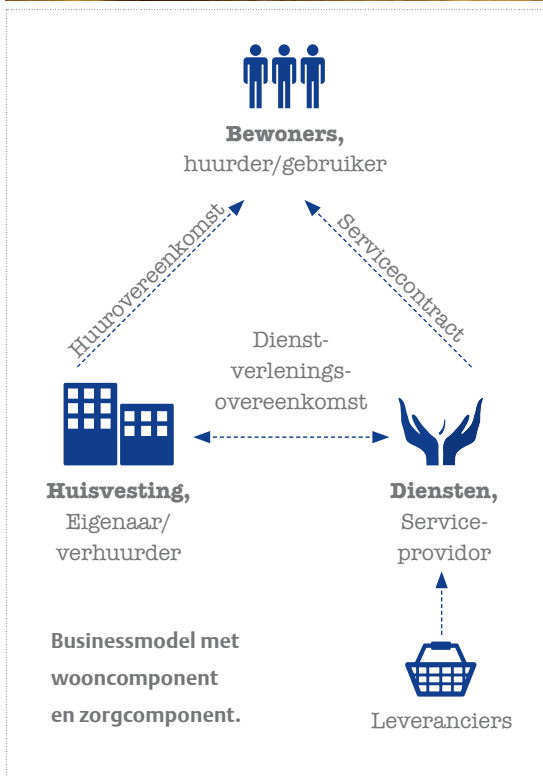 Bewoners,
huurder/gebruiker
Huurovereenkomst
Servicecontract
Dienst-
verlenings-
overeenkomst
Huisvesting,
Eigenaar/
verhuurder
Diensten,
Service-
providor
Businessmodel met
wooncomponent
en zorgcomponent.
Leveranciers